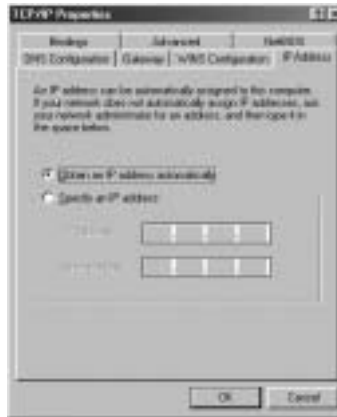 TCP/IP Properties
Bindings Advanced NetBIOS
DNS Configuration Gateway WINS Configuration IP Address
An IP address can be automatically assigned to this computer.
If your network does not automatically assign IP addresses, ask
your network administrator for an address, and then type it in
the space below.
Obtain an IP address automatically
Specify an IP address:
OK Cancel